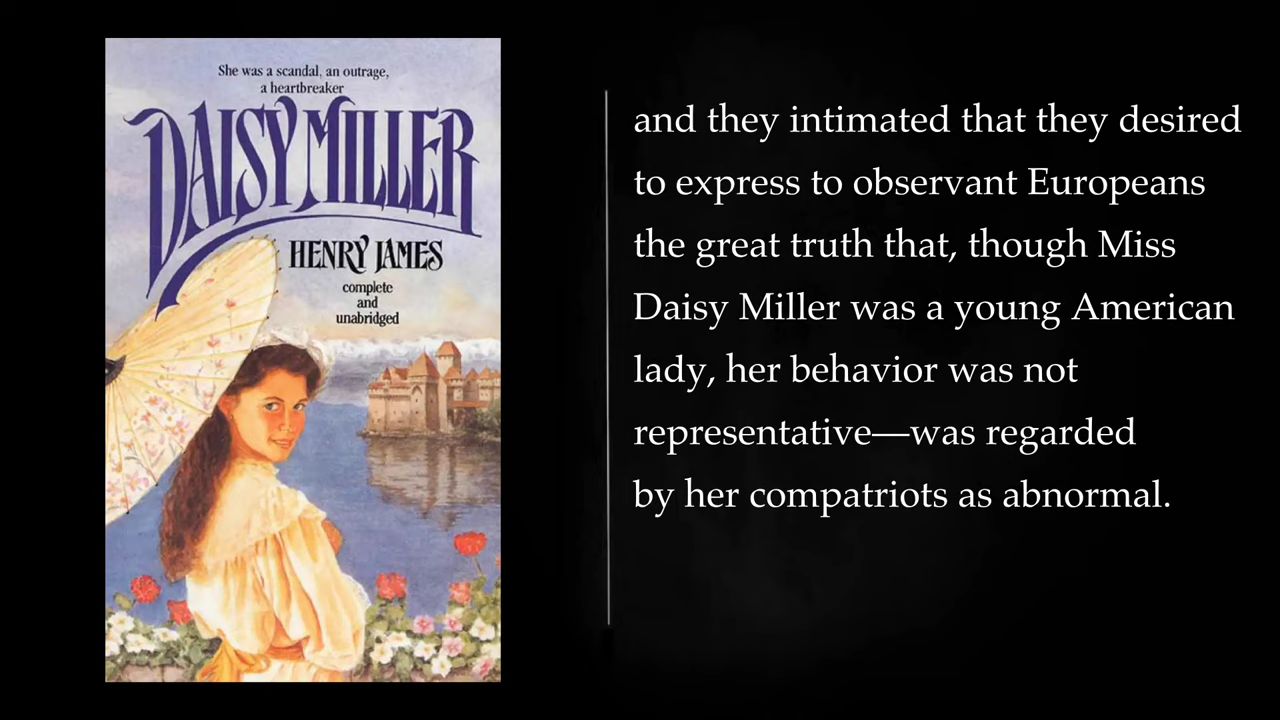 She was a scandal, an outrage,
a heartbreaker
DAISY MILLER
HENRY JAMES
complete
and
unabridged
and they intimated that they desired
to express to observant Europeans
the great truth that, though Miss
Daisy Miller was a young American
lady, her behavior was not
representative—was regarded
by her compatriots as abnormal.